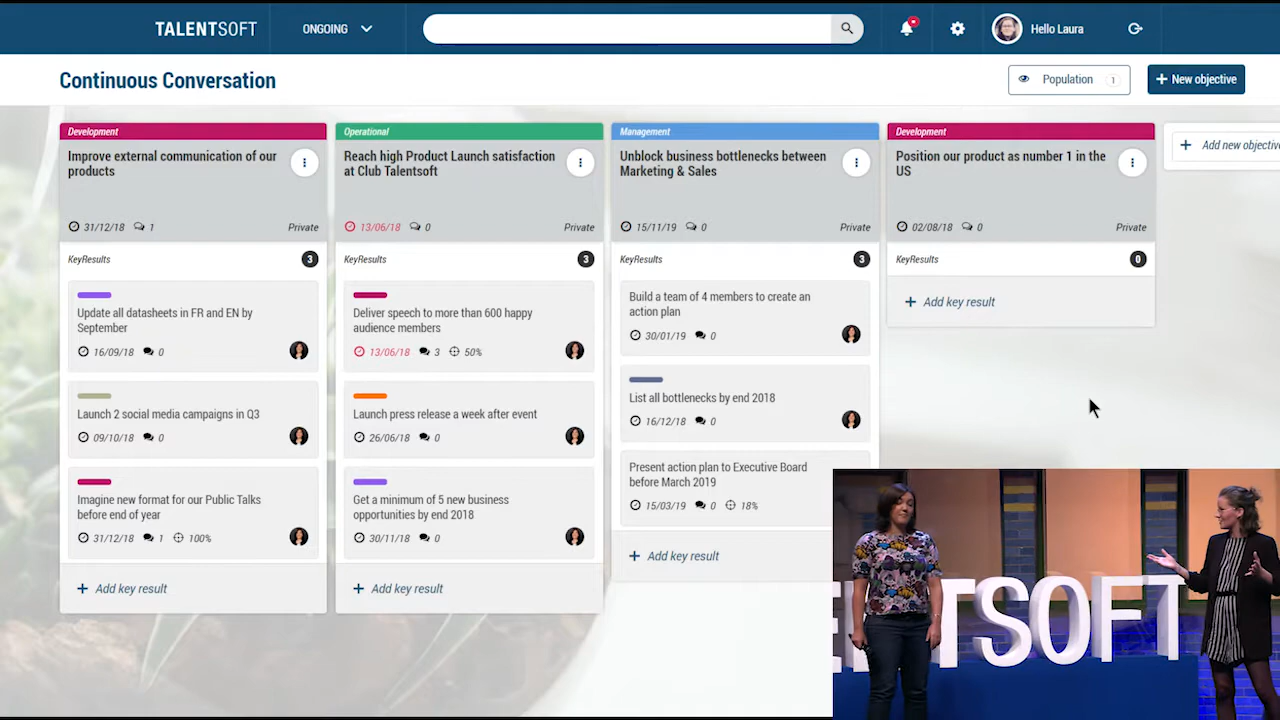 TALENTSOFT
ONGOING
Hello Laura
Continuous Conversation
Population 1
+ New objective
Development
Improve external communication of our
products
31/12/18 1 Private
KeyResults 3
Update all datasheets in FR and EN by
September
16/09/18 0
Launch 2 social media campaigns in Q3
09/10/18 0
Imagine new format for our Public Talks
before end of year
31/12/18 1 100%
+ Add key result
Operational
Reach high Product Launch satisfaction
at Club Talentsoft
13/06/18 0 Private
KeyResults 3
Deliver speech to more than 600 happy
audience members
13/06/18 3 50%
Launch press release a week after event
26/06/18 0
Get a minimum of 5 new business
opportunities by end 2018
30/11/18 0
+ Add key result
Management
Unblock business bottlenecks between
Marketing & Sales
15/11/19 0 Private
KeyResults 3
Build a team of 4 members to create an
action plan
30/01/19 0
List all bottlenecks by end 2018
16/12/18 0
Present action plan to Executive Board
before March 2019
15/03/19 0 18%
+ Add key result
Development
Position our product as number 1 in the
US
02/08/18 0 Private
KeyResults 0
+ Add key result
+ Add new objective
ENTSOFT